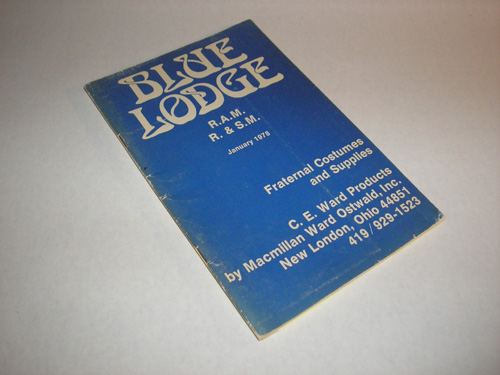 BLUE
LODGE
R.A.M.
R. & S.M.
January 1978
Fraternal Costumes
and Supplies
C. E. Ward Products
by Macmillan Ward Ostwald, Inc.
New London, Ohio 44851
419/929-1523